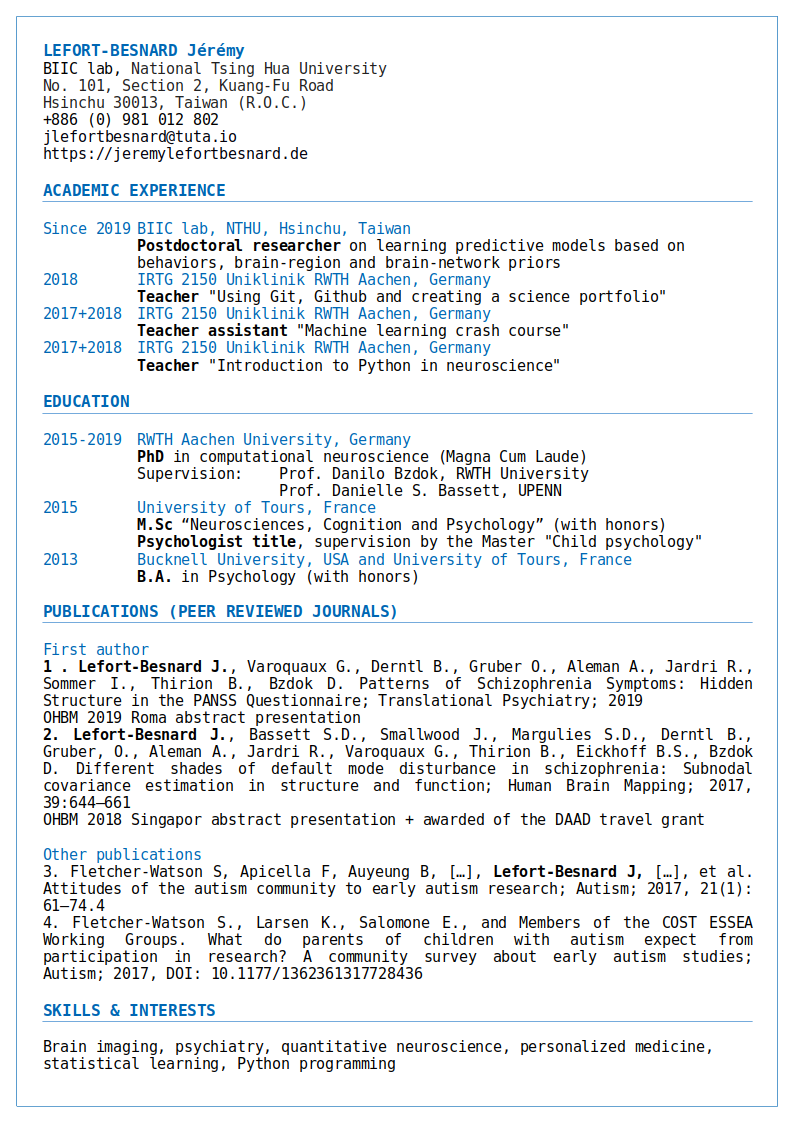 LEFORT-BESNARD Jérémy
BIIC lab, National Tsing Hua University
No. 101, Section 2, Kuang-Fu Road
Hsinchu 30013, Taiwan (R.O.C.)
+886 (0) 981 012 802
jlefortbesnard@tuta.io
https://jeremylefortbesnard.de
ACADEMIC EXPERIENCE
Since 2019 BIIC lab, NTHU, Hsinchu, Taiwan
Postdoctoral researcher on learning predictive models based on
behaviors, brain-region and brain-network priors
2018 IRTG 2150 Uniklinik RWTH Aachen, Germany
Teacher "Using Git, Github and creating a science portfolio"
2017+2018 IRTG 2150 Uniklinik RWTH Aachen, Germany
Teacher assistant "Machine learning crash course"
2017+2018 IRTG 2150 Uniklinik RWTH Aachen, Germany
Teacher "Introduction to Python in neuroscience"
EDUCATION
2015-2019 RWTH Aachen University, Germany
PhD in computational neuroscience (Magna Cum Laude)
Supervision: Prof. Danilo Bzdok, RWTH University
Prof. Danielle S. Bassett, UPENN
2015 University of Tours, France
M.Sc “Neurosciences, Cognition and Psychology” (with honors)
Psychologist title, supervision by the Master "Child psychology"
2013 Bucknell University, USA and University of Tours, France
B.A. in Psychology (with honors)
PUBLICATIONS (PEER REVIEWED JOURNALS)
First author
1 . Lefort-Besnard J., Varoquaux G., Derntl B., Gruber O., Aleman A., Jardri R.,
Sommer I., Thirion B., Bzdok D. Patterns of Schizophrenia Symptoms: Hidden
Structure in the PANSS Questionnaire; Translational Psychiatry; 2019
OHBM 2019 Roma abstract presentation
2. Lefort-Besnard J., Bassett S.D., Smallwood J., Margulies S.D., Derntl B.,
Gruber, O., Aleman A., Jardri R., Varoquaux G., Thirion B., Eickhoff B.S., Bzdok
D. Different shades of default mode disturbance in schizophrenia: Subnodal
covariance estimation in structure and function; Human Brain Mapping; 2017,
39:644–661
OHBM 2018 Singapor abstract presentation + awarded of the DAAD travel grant
Other publications
3. Fletcher-Watson S, Apicella F, Auyeung B, […], Lefort-Besnard J, […], et al.
Attitudes of the autism community to early autism research; Autism; 2017, 21(1):
61–74.4
4. Fletcher-Watson S., Larsen K., Salomone E., and Members of the COST ESSEA
Working Groups. What do parents of children with autism expect from
participation in research? A community survey about early autism studies;
Autism; 2017, DOI: 10.1177/1362361317728436
SKILLS & INTERESTS
Brain imaging, psychiatry, quantitative neuroscience, personalized medicine,
statistical learning, Python programming